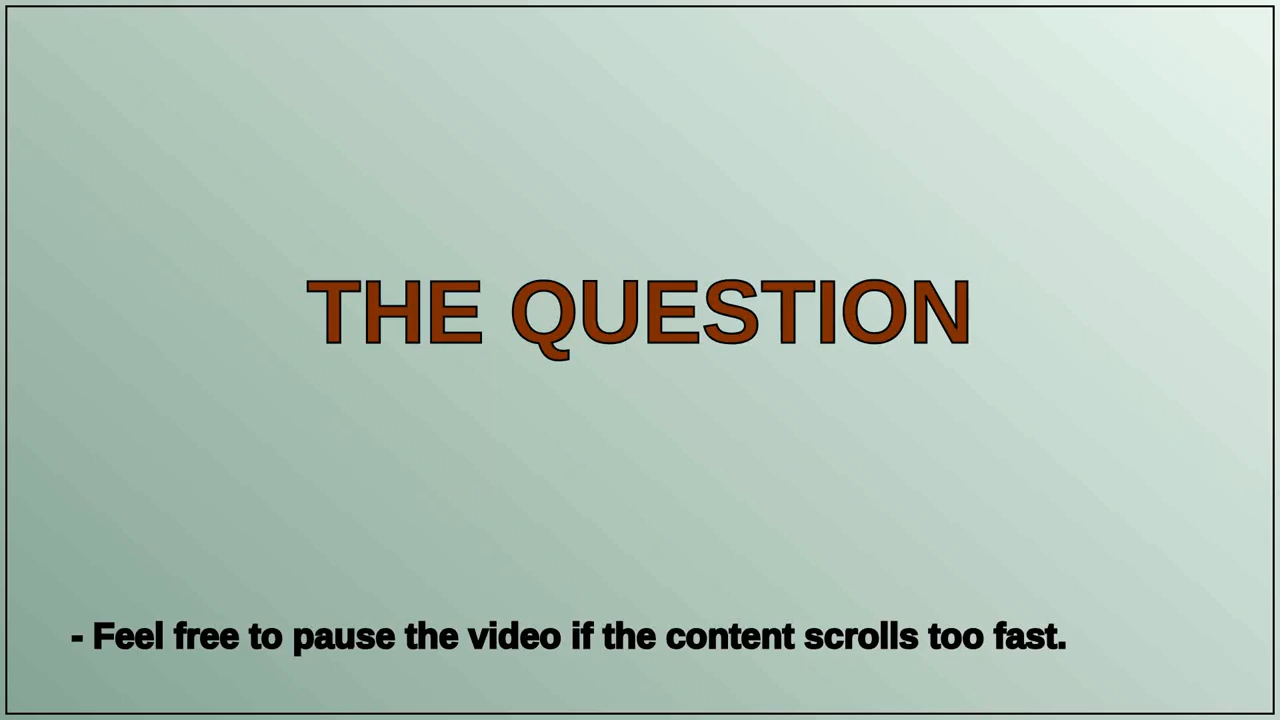 THE QUESTION
- Feel free to pause the video if the content scrolls too fast.